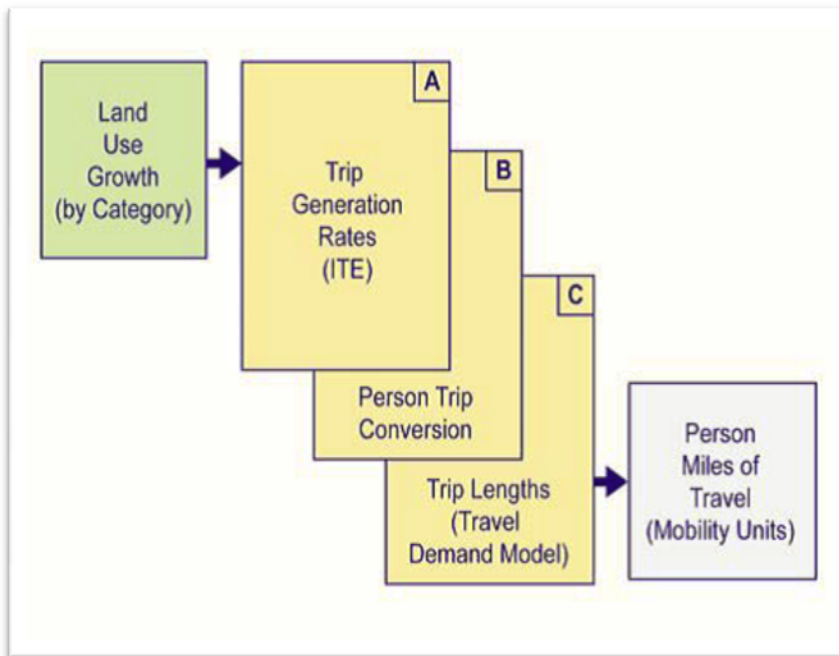 Land
Use
Growth
(by Category)
A
Trip
Generation
Rates
(ITE)
B
Person Trip
Conversion
C
Trip Lengths
(Travel
Demand Model)
Person
Miles of
Travel
(Mobility Units)